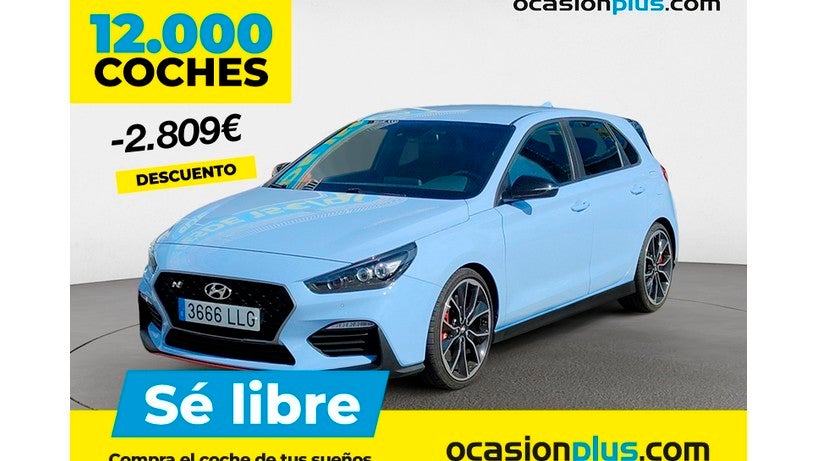 ocasionplus.com
12.000
COCHES
-2.809€
DESCUENTO
N
3666 LLG
Sé libre
Compra el coche de tus sueños
ocasionplus.com